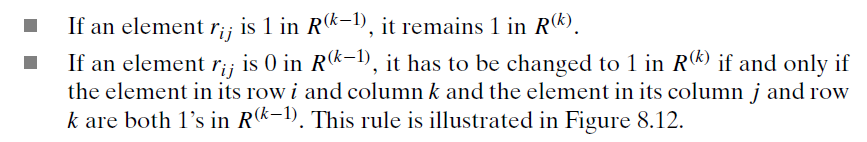 ■ If an element rᵢⱼ is 1 in R⁽ᵏ⁻¹⁾, it remains 1 in R⁽ᵏ⁾.
■ If an element rᵢⱼ is 0 in R⁽ᵏ⁻¹⁾, it has to be changed to 1 in R⁽ᵏ⁾ if and only if
the element in its row i and column k and the element in its column j and row
k are both 1’s in R⁽ᵏ⁻¹⁾. This rule is illustrated in Figure 8.12.